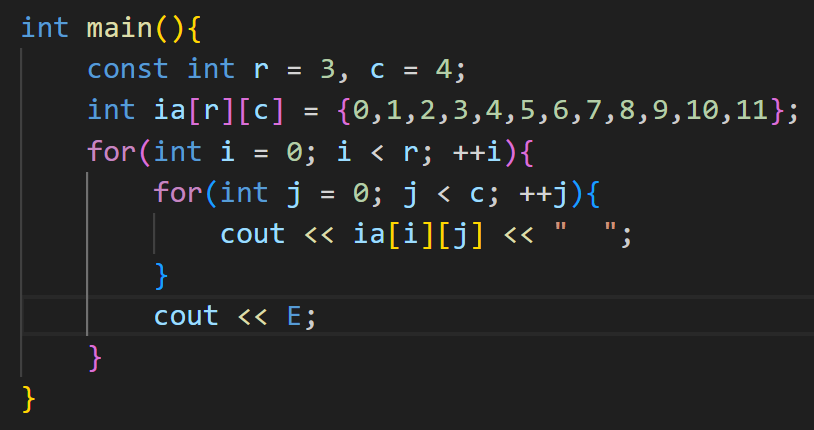 int main(){
    const int r = 3, c = 4;
    int ia[r][c] = {0,1,2,3,4,5,6,7,8,9,10,11};
    for(int i = 0; i < r; ++i){
        for(int j = 0; j < c; ++j){
            cout << ia[i][j] << "  ";
        }
        cout << E;
    }
}